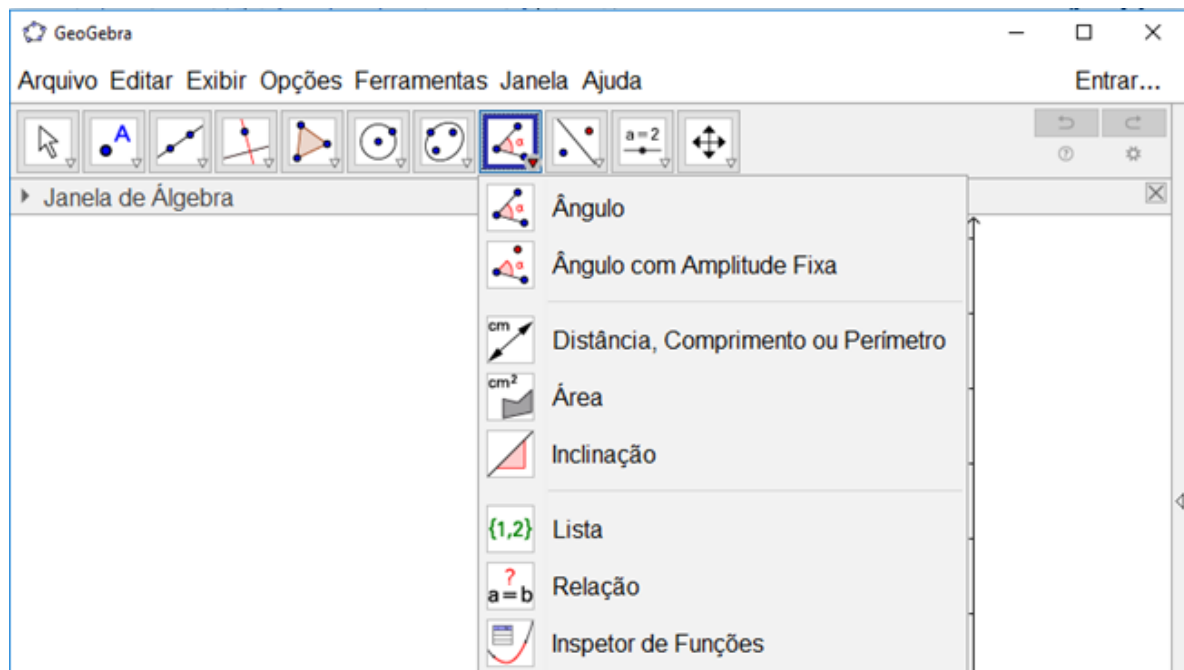 GeoGebra
Arquivo Editar Exibir Opções Ferramentas Janela Ajuda Entrar...
A α a=2
Janela de Álgebra
α Ângulo
α Ângulo com Amplitude Fixa
cm Distância, Comprimento ou Perímetro
cm² Área
Inclinação
{1,2} Lista
? a=b Relação
Inspetor de Funções